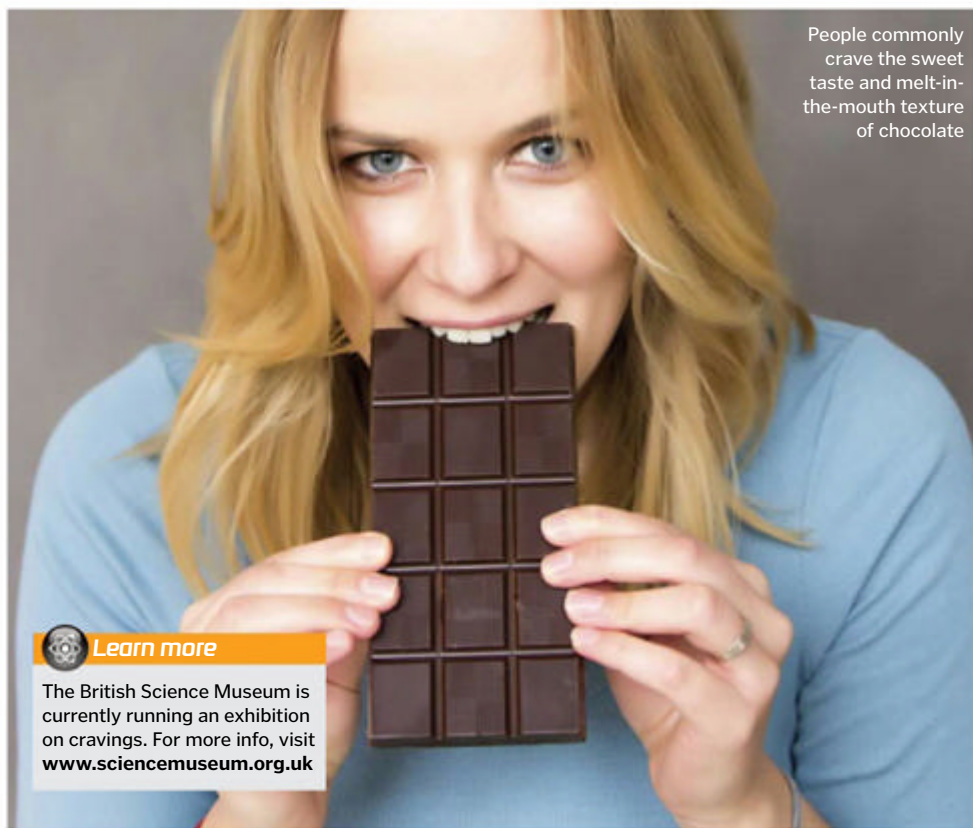 People commonly
crave the sweet
taste and melt-in-
the-mouth texture
of chocolate
Learn more
The British Science Museum is
currently running an exhibition
on cravings. For more info, visit
www.sciencemuseum.org.uk